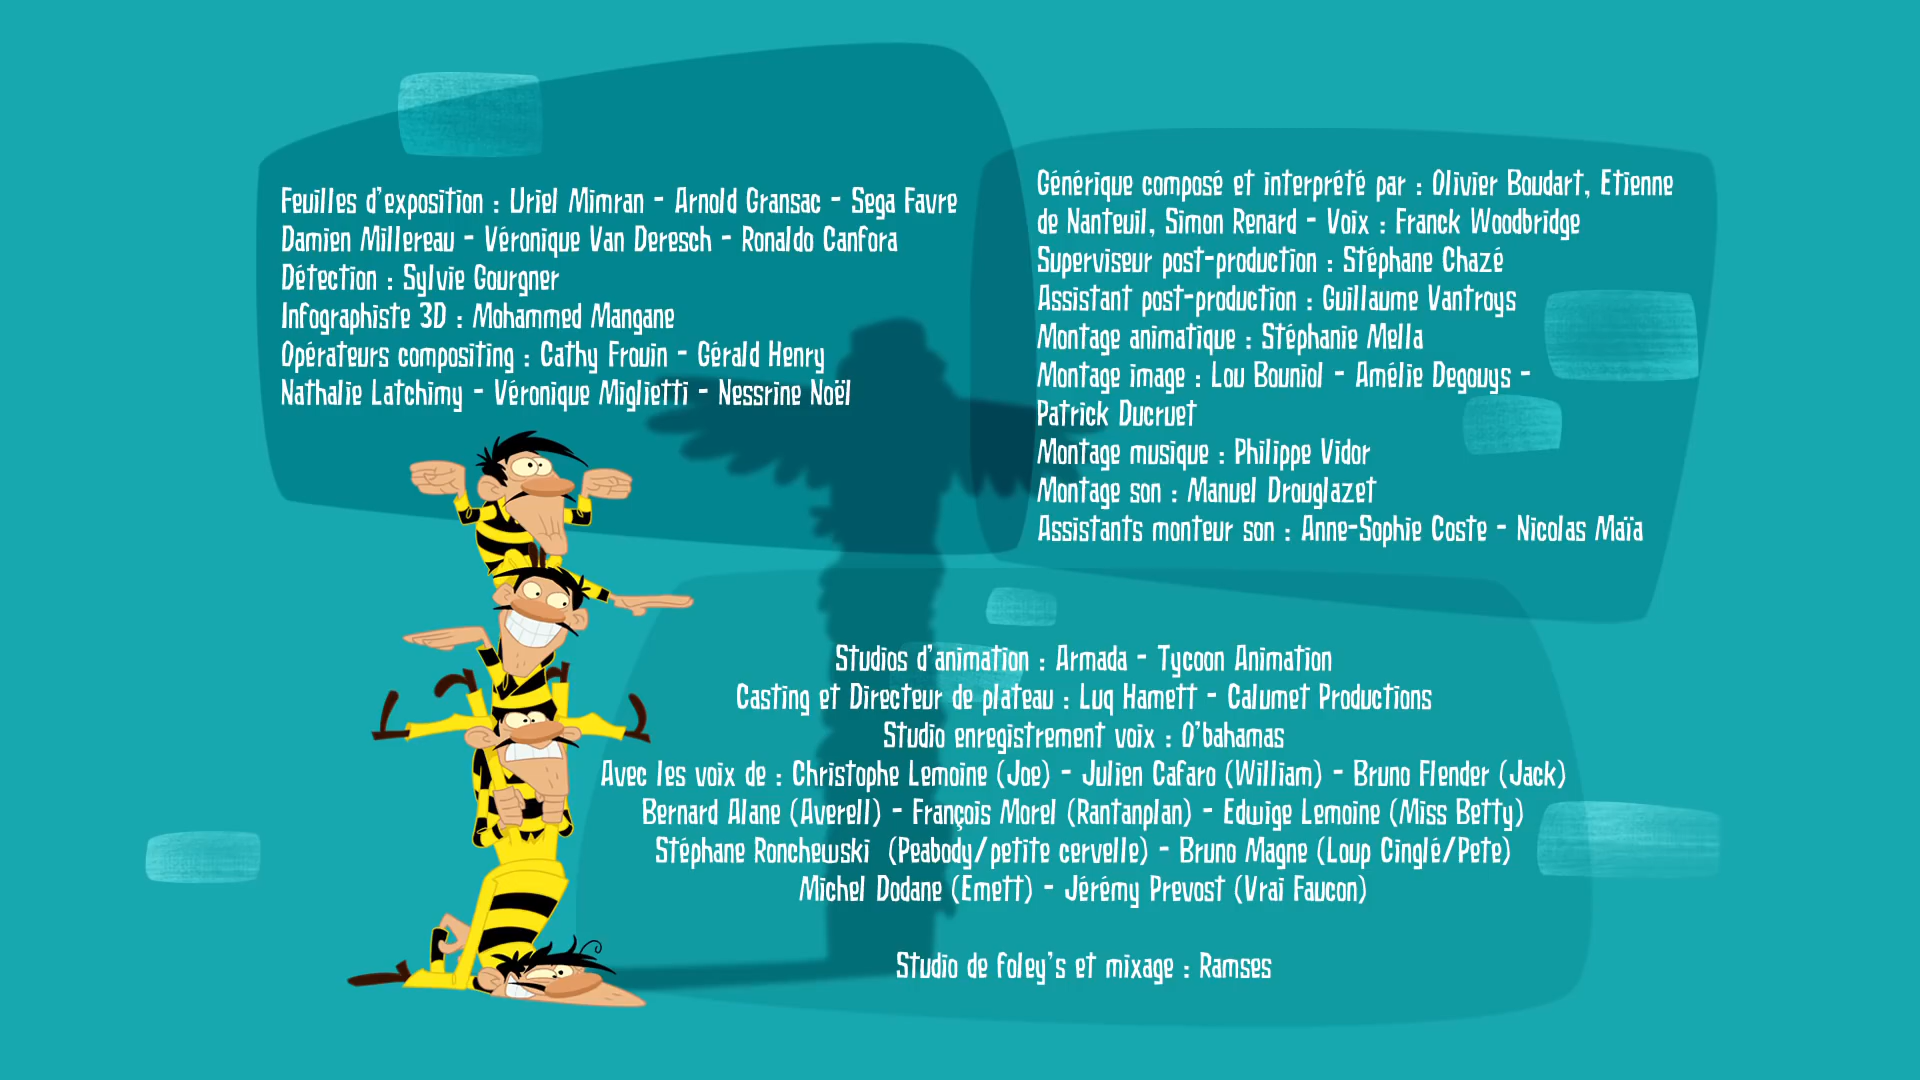 Feuilles d'exposition : Uriel Mimran - Arnold Gransac - Sega Favre
Damien Millereau - Véronique Van Deresch - Ronaldo Canfora
Détection : Sylvie Gourgner
Infographiste 3D : Mohammed Mangane
Opérateurs compositing : Cathy Frouin - Gérald Henry
Nathalie Latchimy - Véronique Miglietti - Nessrine Noël
Générique composé et interprété par : Olivier Boudart, Etienne
de Nanteuil, Simon Renard - Voix : Franck Woodbridge
Superviseur post-production : Stéphane Chazé
Assistant post-production : Guillaume Vantroys
Montage animatique : Stéphanie Mella
Montage image : Lou Bouniol - Amélie Degouys -
Patrick Ducruet
Montage musique : Philippe Vidor
Montage son : Manuel Drouglazet
Assistants monteur son : Anne-Sophie Coste - Nicolas Maïa
Studios d'animation : Armada - Tycoon Animation
Casting et Directeur de plateau : Luq Hamett - Calumet Productions
Studio enregistrement voix : O'bahamas
Avec les voix de : Christophe Lemoine (Joe) - Julien Cafaro (William) - Bruno Flender (Jack)
Bernard Alane (Averell) - François Morel (Rantanplan) - Edwige Lemoine (Miss Betty)
Stéphane Ronchewski (Peabody/petite cervelle) - Bruno Magne (Loup Cinglé/Pete)
Michel Dodane (Emett) - Jérémy Prevost (Vrai Faucon)
Studio de foley's et mixage : Ramses